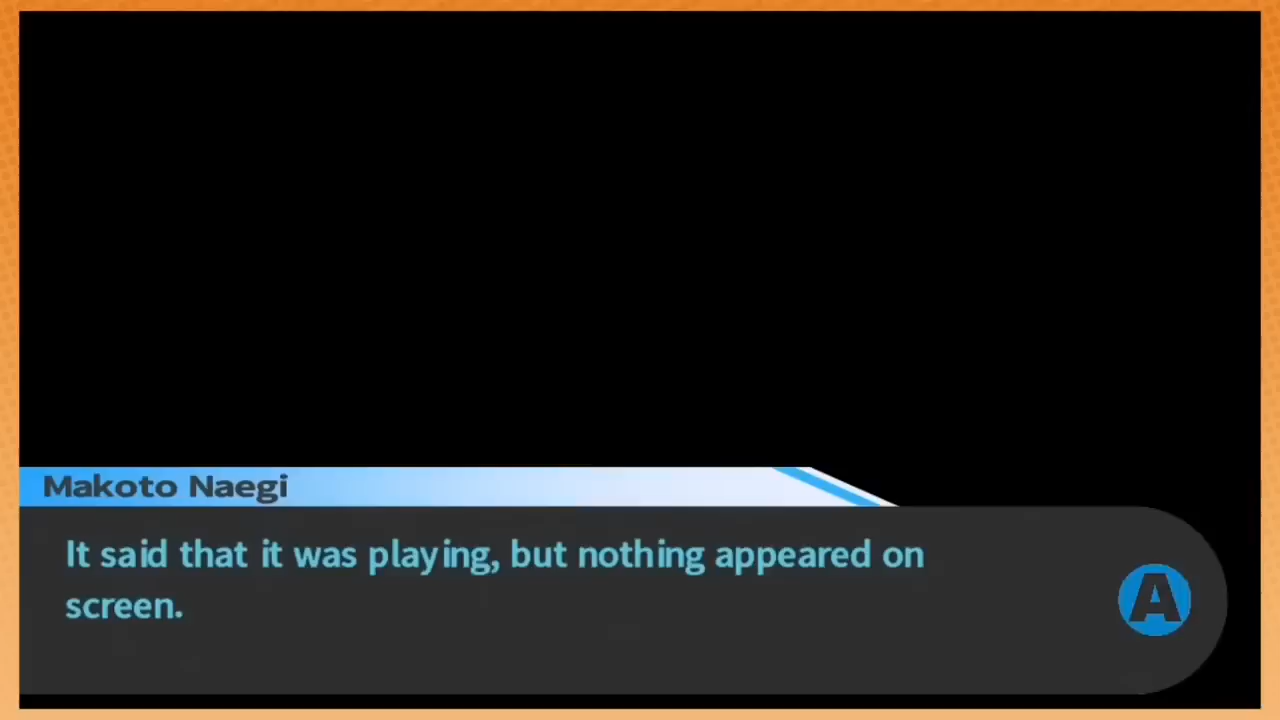 Makoto Naegi
It said that it was playing, but nothing appeared on
screen.
A